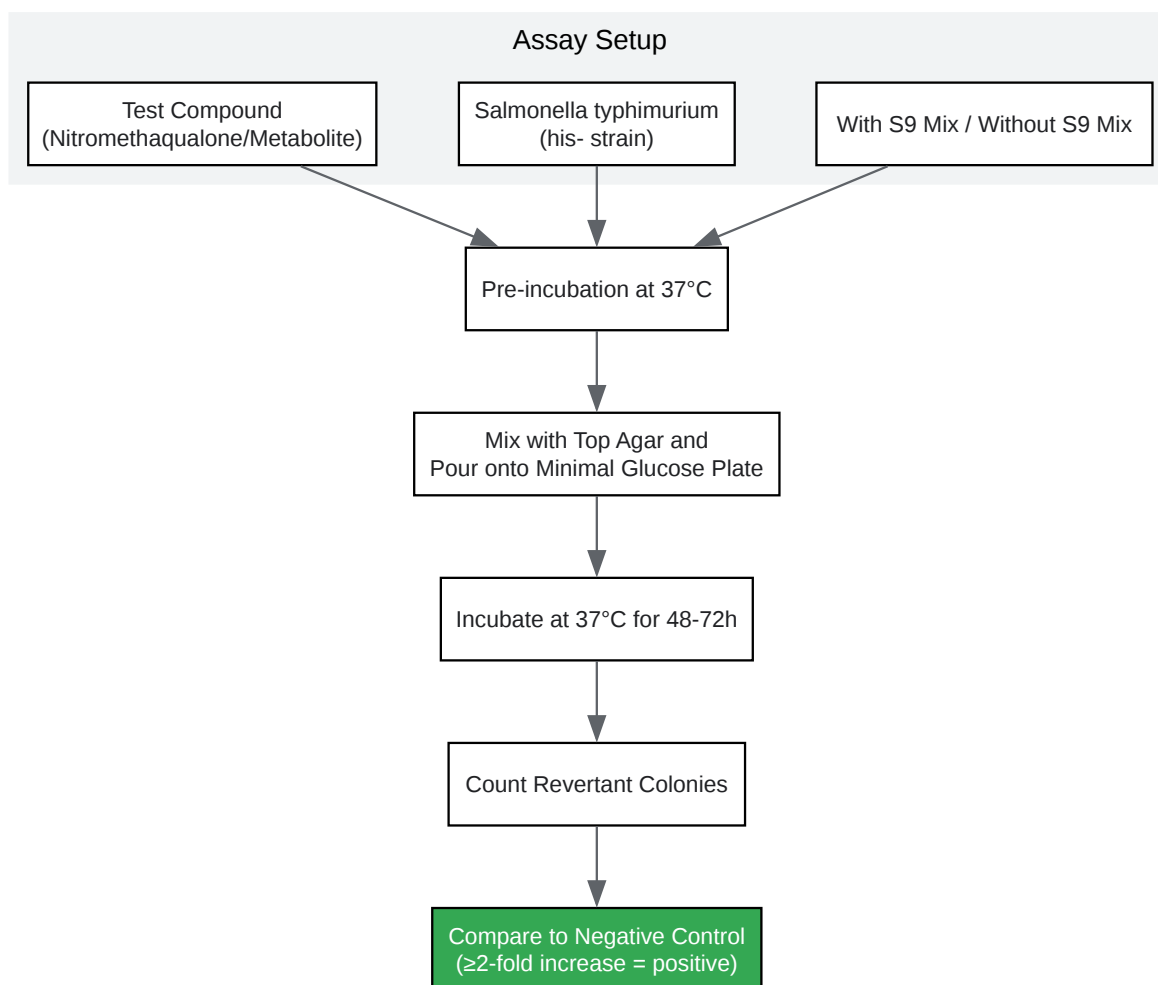 Assay Setup
Test Compound
(Nitromethaqualone/Metabolite)
Salmonella typhimurium
(his- strain)
With S9 Mix / Without S9 Mix
Pre-incubation at 37°C
Mix with Top Agar and
Pour onto Minimal Glucose Plate
Incubate at 37°C for 48-72h
Count Revertant Colonies
Compare to Negative Control
(≥2-fold increase = positive)